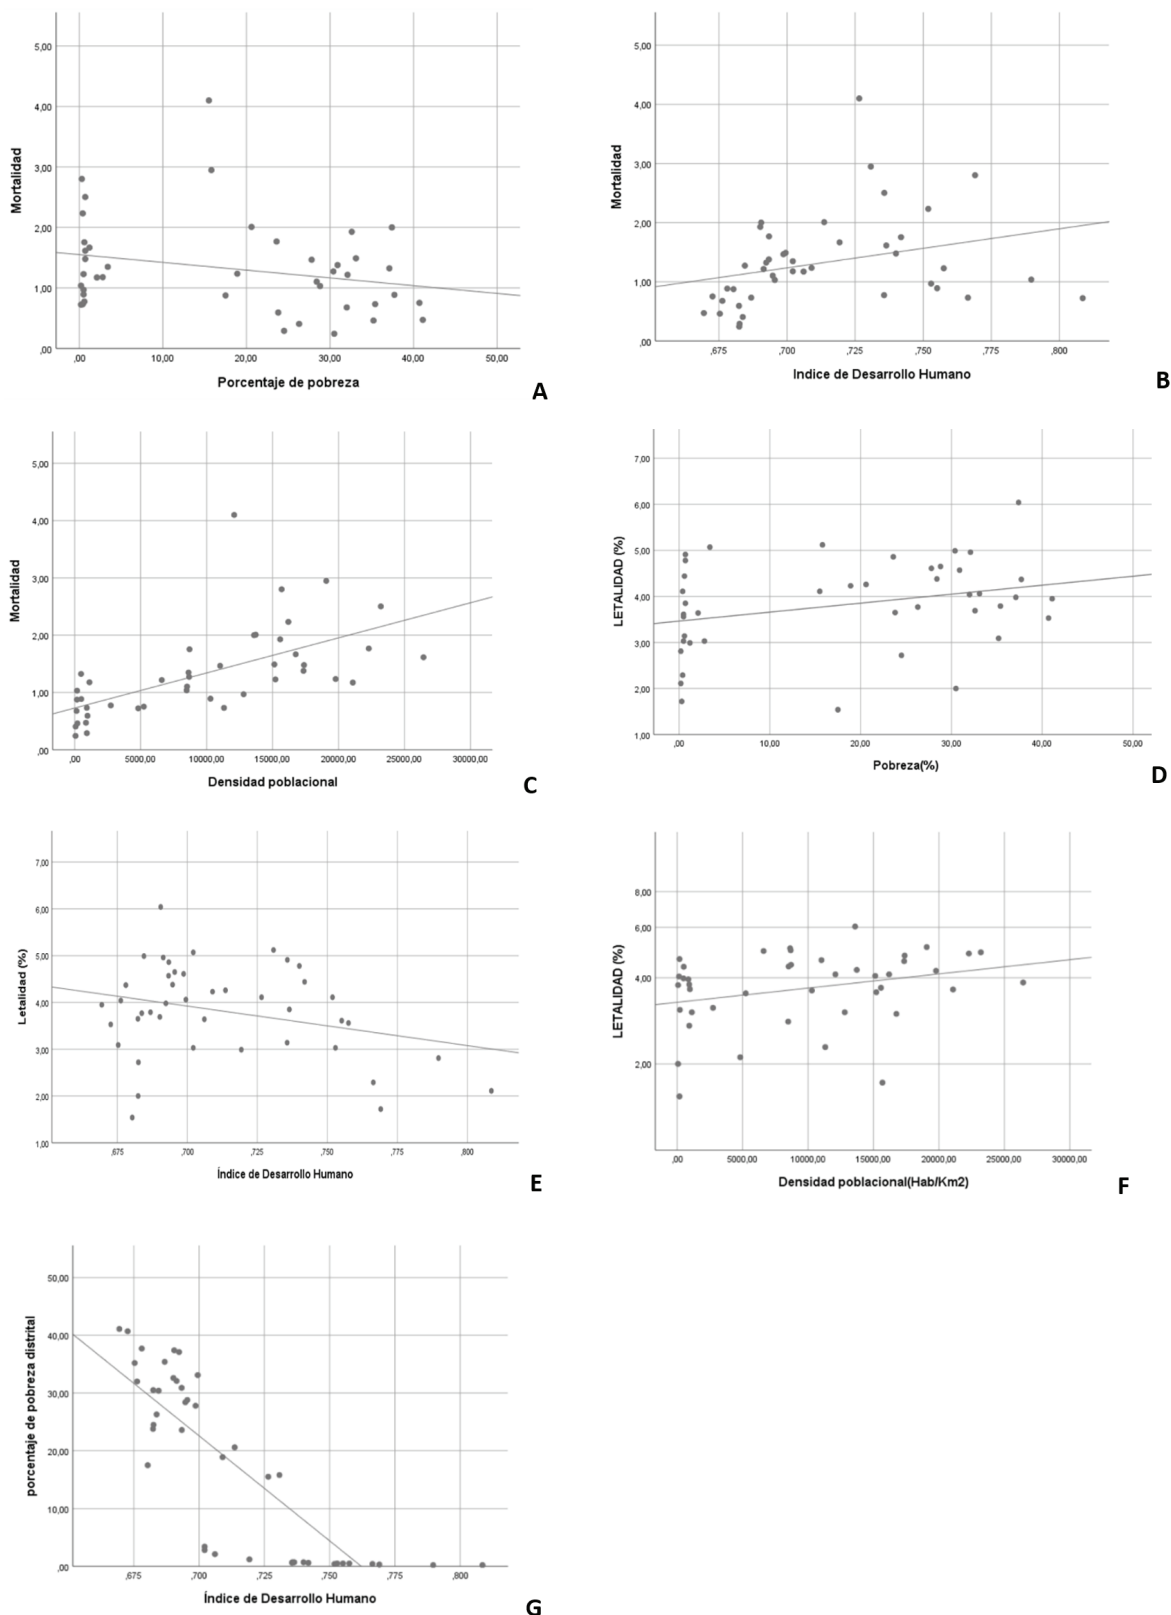 5,00
4,00
3,00
2,00
1,00
,00
Mortalidad
,00 10,00 20,00 30,00 40,00 50,00
Porcentaje de pobreza
A
5,00
4,00
3,00
2,00
1,00
,00
Mortalidad
,675 ,700 ,725 ,750 ,775 ,800
Indice de Desarrollo Humano
B
5,00
4,00
3,00
2,00
1,00
,00
Mortalidad
,00 5000,00 10000,00 15000,00 20000,00 25000,00 30000,00
Densidad poblacional
C
7,00
6,00
5,00
4,00
3,00
2,00
1,00
LETALIDAD (%)
,00 10,00 20,00 30,00 40,00 50,00
Pobreza(%)
D
7,00
6,00
5,00
4,00
3,00
2,00
1,00
Letalidad (%)
,675 ,700 ,725 ,750 ,775 ,800
Índice de Desarrollo Humano
E
8,00
6,00
4,00
2,00
LETALIDAD (%)
,00 5000,00 10000,00 15000,00 20000,00 25000,00 30000,00
Densidad poblacional(Hab/Km2)
F
50,00
40,00
30,00
20,00
10,00
,00
porcentaje de pobreza distrital
,675 ,700 ,725 ,750 ,775 ,800
Índice de Desarrollo Humano
G